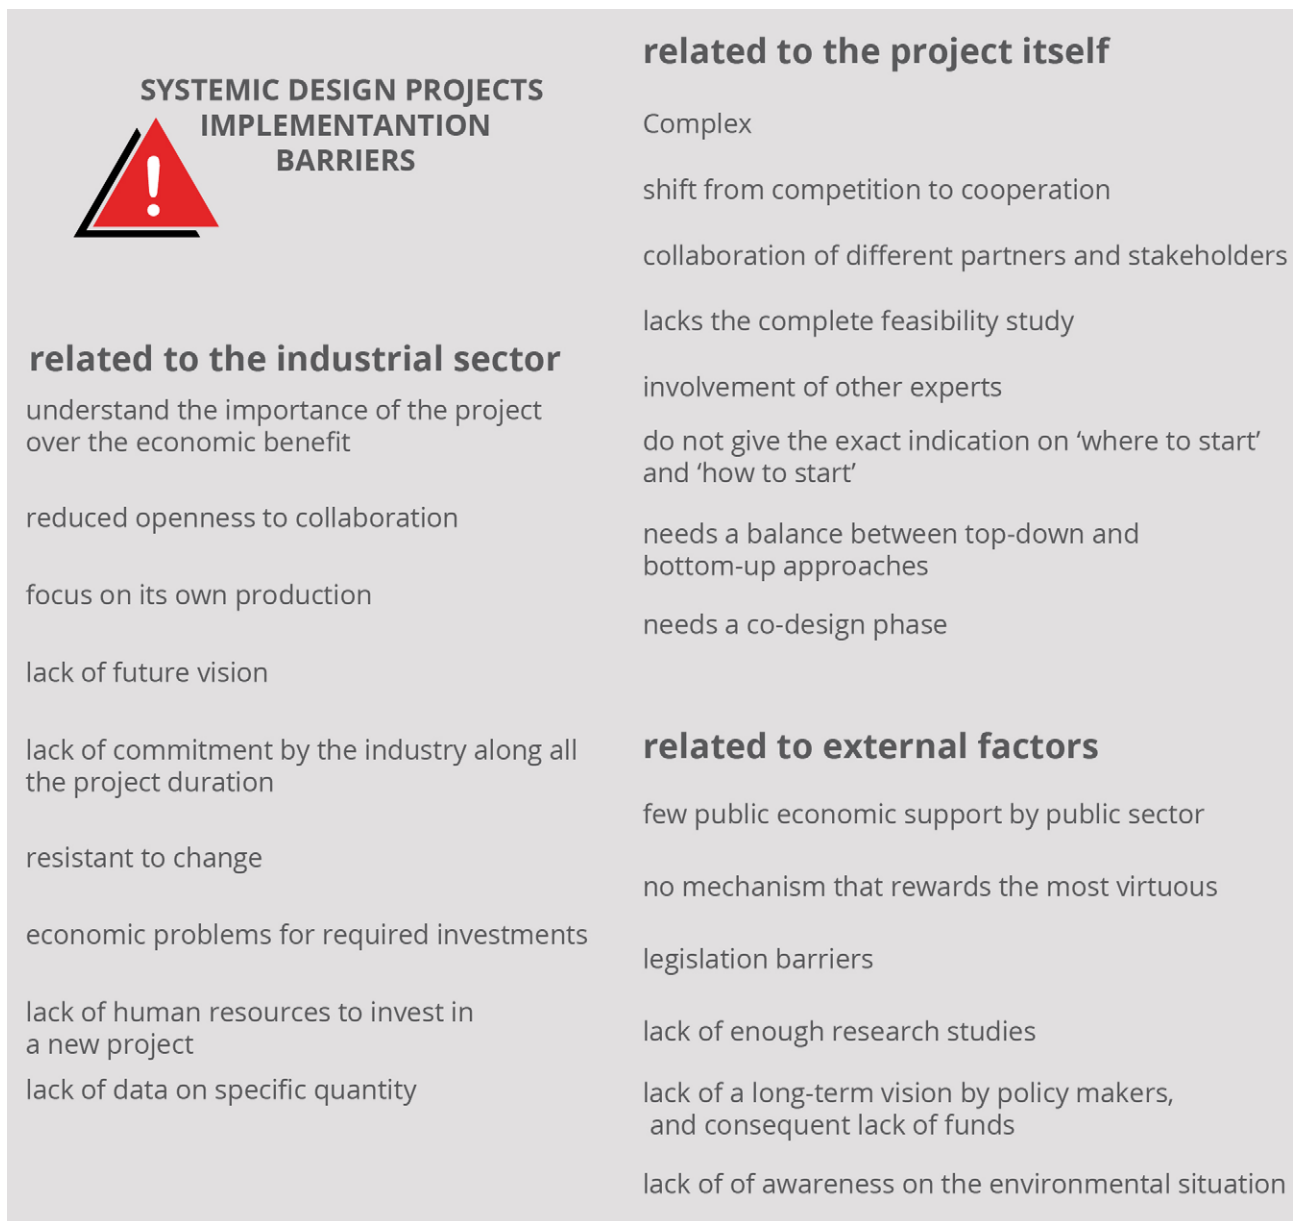 SYSTEMIC DESIGN PROJECTS
IMPLEMENTANTION
BARRIERS
related to the industrial sector
understand the importance of the project
over the economic benefit
reduced openness to collaboration
focus on its own production
lack of future vision
lack of commitment by the industry along all
the project duration
resistant to change
economic problems for required investments
lack of human resources to invest in
a new project
lack of data on specific quantity
related to the project itself
Complex
shift from competition to cooperation
collaboration of different partners and stakeholders
lacks the complete feasibility study
involvement of other experts
do not give the exact indication on ‘where to start’
and ‘how to start’
needs a balance between top-down and
bottom-up approaches
needs a co-design phase
related to external factors
few public economic support by public sector
no mechanism that rewards the most virtuous
legislation barriers
lack of enough research studies
lack of a long-term vision by policy makers,
and consequent lack of funds
lack of of awareness on the environmental situation